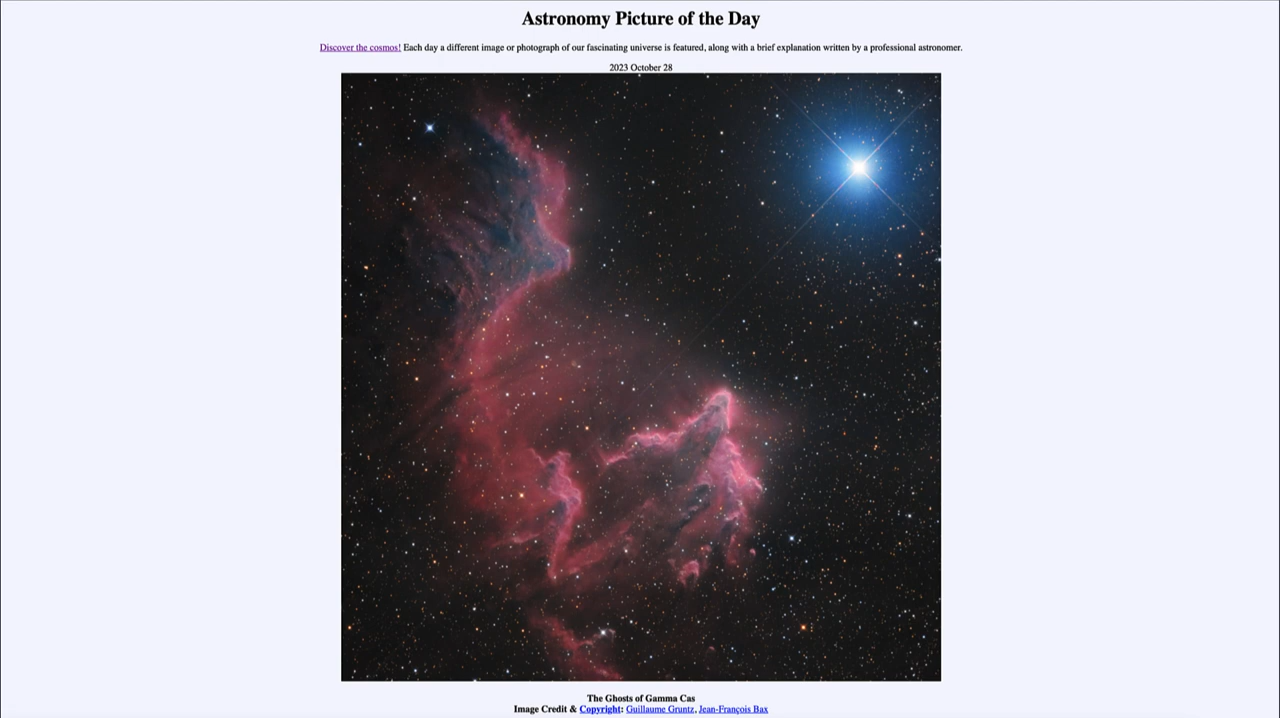 Astronomy Picture of the Day
Discover the cosmos! Each day a different image or photograph of our fascinating universe is featured, along with a brief explanation written by a professional astronomer.
2023 October 28
The Ghosts of Gamma Cas
Image Credit & Copyright: Guillaume Gruntz, Jean-François Bax